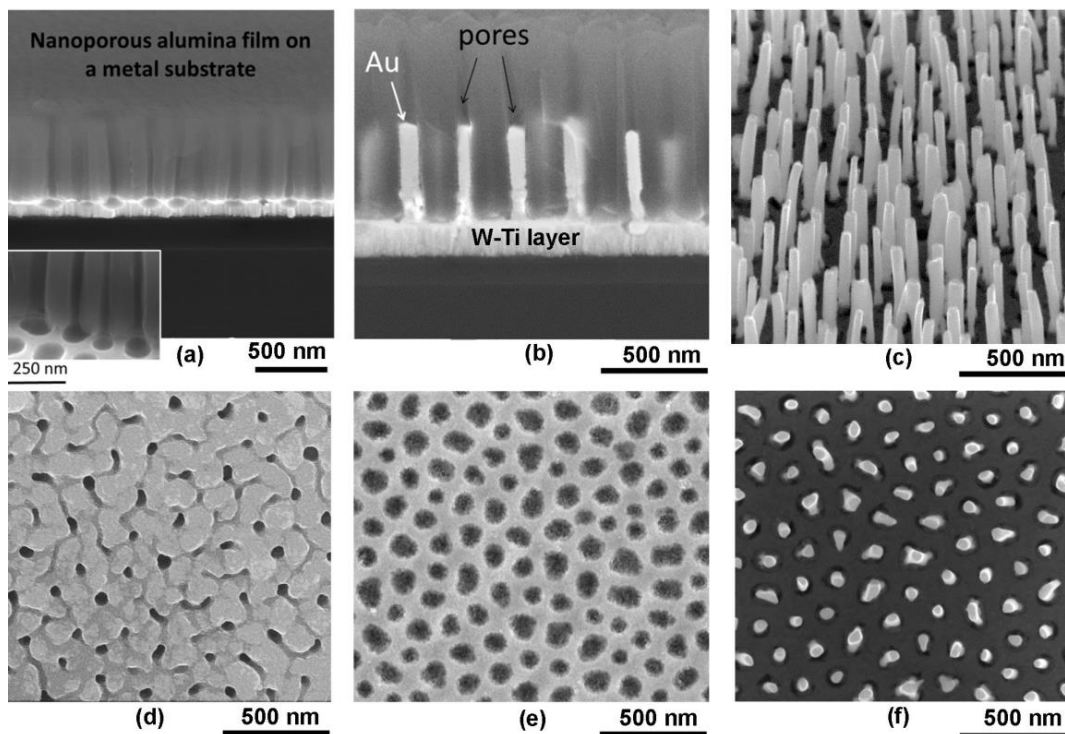 Nanoporous alumina film on
a metal substrate
250 nm
(a)
500 nm
pores
Au
W-Ti layer
(b)
500 nm
(c)
500 nm
(d)
500 nm
(e)
500 nm
(f)
500 nm